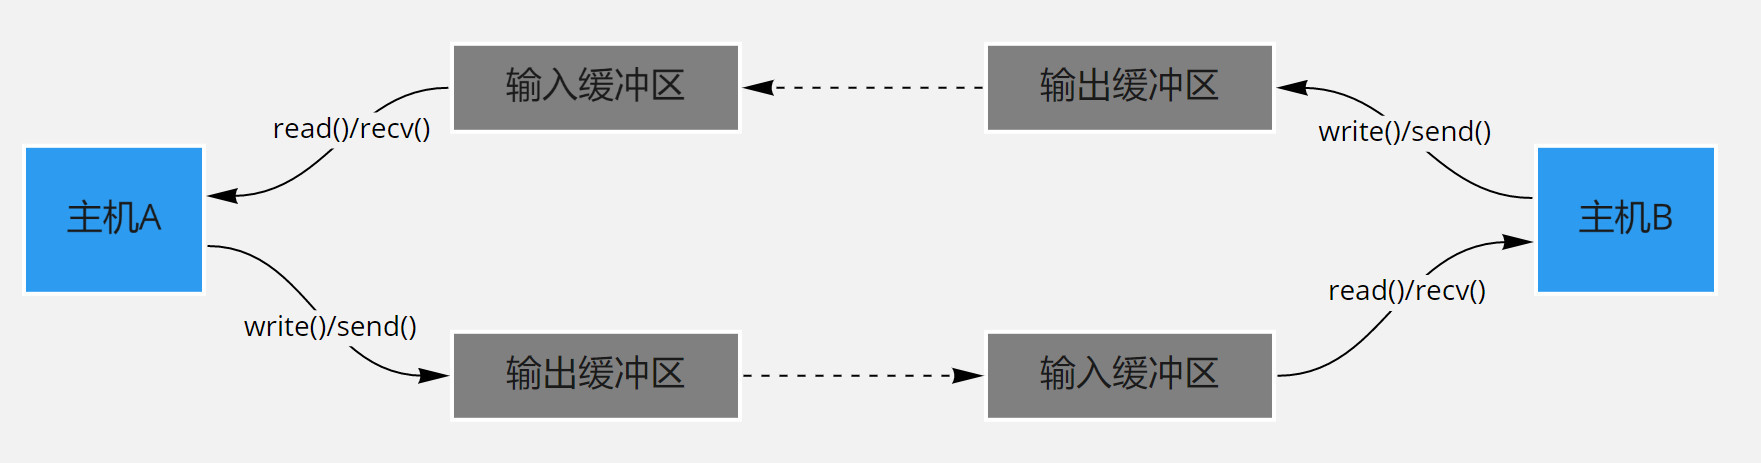 输入缓冲区
输出缓冲区
read()/recv()
write()/send()
主机A
主机B
write()/send()
read()/recv()
输出缓冲区
输入缓冲区